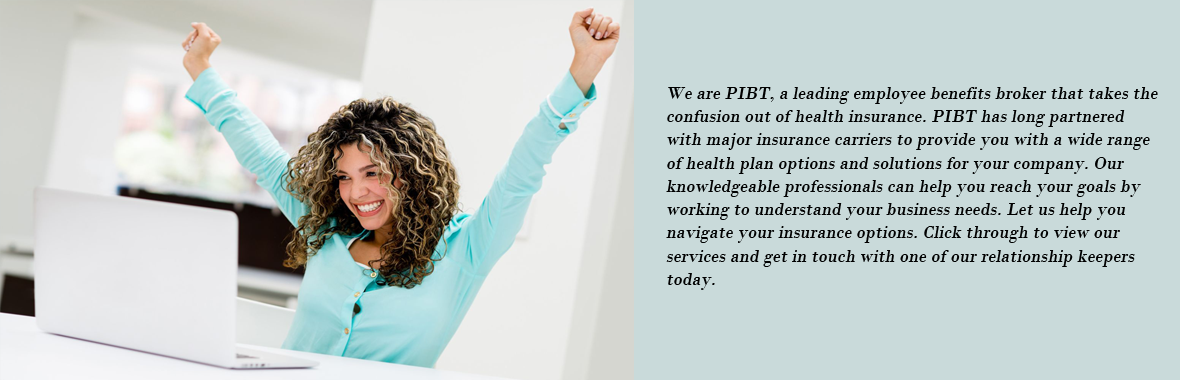 We are PIBT, a leading employee benefits broker that takes the
confusion out of health insurance. PIBT has long partnered
with major insurance carriers to provide you with a wide range
of health plan options and solutions for your company. Our
knowledgeable professionals can help you reach your goals by
working to understand your business needs. Let us help you
navigate your insurance options. Click through to view our
services and get in touch with one of our relationship keepers
today.